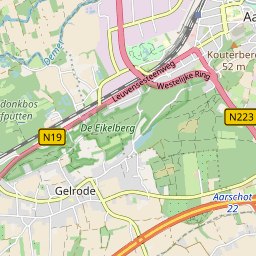 Aa
Demer
Leuvensesteenweg
Kouterberg
52 m
Westelijke Ring
donkbos
fputten
N223
De Eikelberg
N19
Gelrode
Aarschot
22